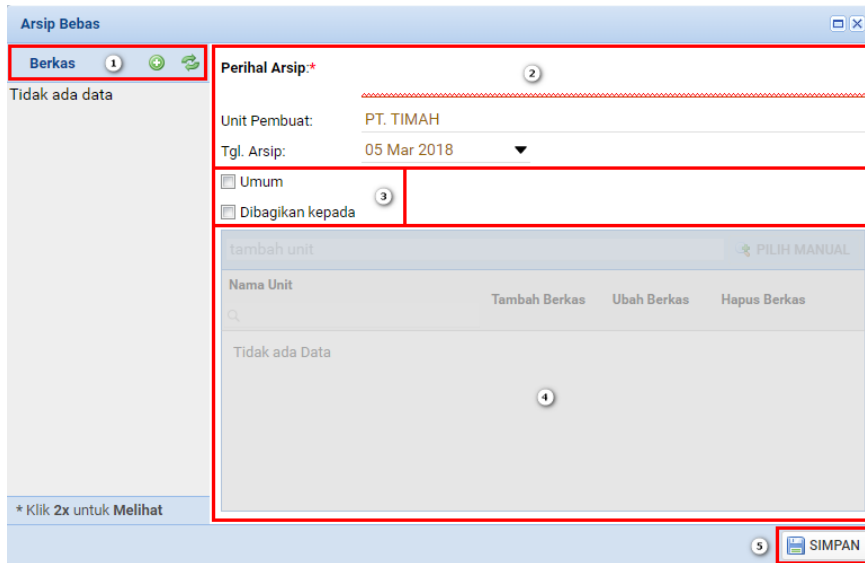 Arsip Bebas
Berkas 1
Tidak ada data
* Klik 2x untuk Melihat
Perihal Arsip:* 2
Unit Pembuat: PT. TIMAH
Tgl. Arsip: 05 Mar 2018
Umum
3
Dibagikan kepada
tambah unit PILIH MANUAL
Nama Unit
Tambah Berkas Ubah Berkas Hapus Berkas
Tidak ada Data
4
5 SIMPAN